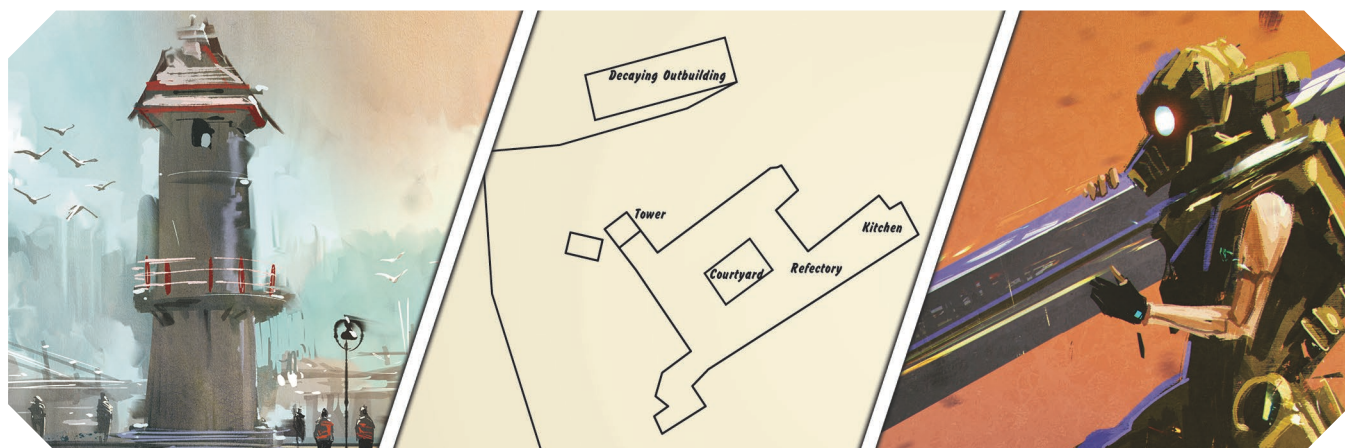 Decaying Outbuilding
Tower
Kitchen
Courtyard
Refectory